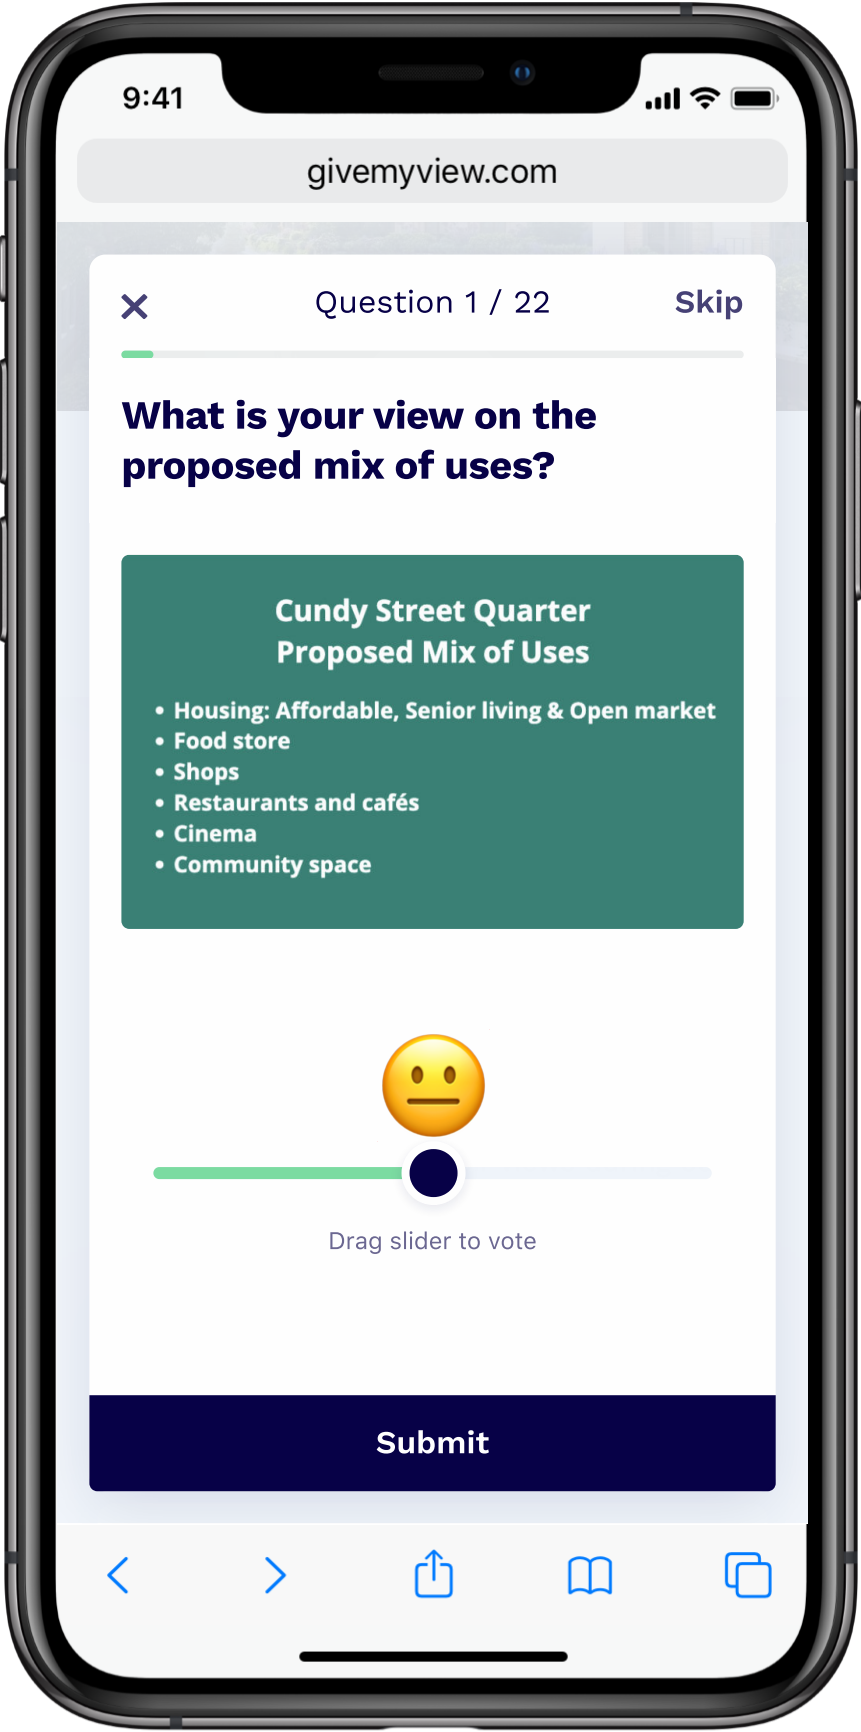 9:41
givemyview.com
Question 1 / 22
Skip
What is your view on the
proposed mix of uses?
Cundy Street Quarter
Proposed Mix of Uses
• Housing: Affordable, Senior living & Open market
• Food store
• Shops
• Restaurants and cafés
• Cinema
• Community space
Drag slider to vote
Submit